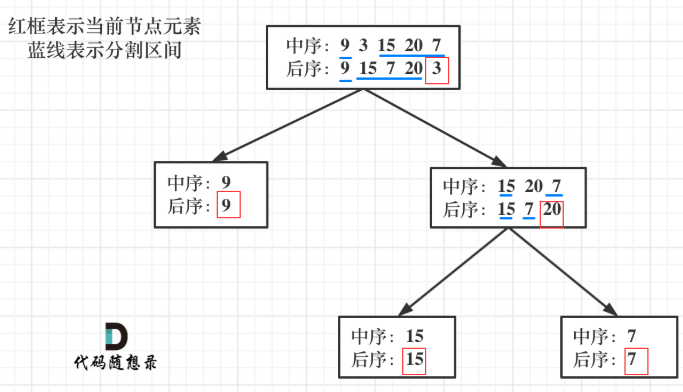 红框表示当前节点元素
蓝线表示分割区间
中序: 9 3 15 20 7
后序: 9 15 7 20 3
中序: 9
后序: 9
中序: 15 20 7
后序: 15 7 20
中序: 15
后序: 15
中序: 7
后序: 7
D
代码随想录